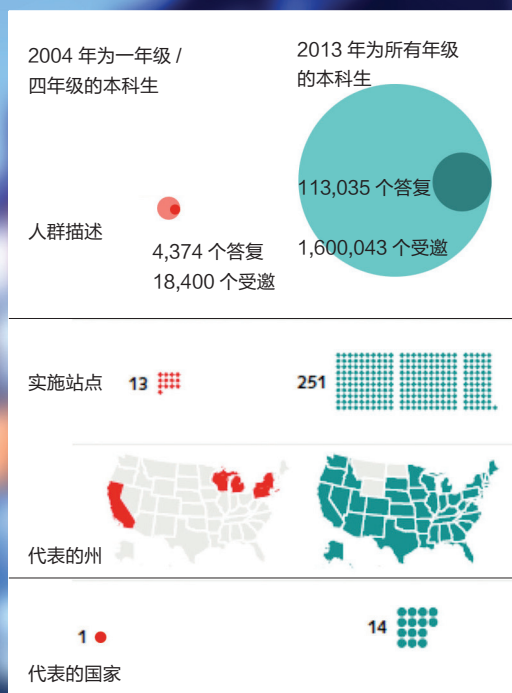 2004 年为一年级 /
四年级的本科生
2013 年为所有年级
的本科生
人群描述
4,374 个答复
18,400 个受邀
113,035 个答复
1,600,043 个受邀
实施站点
13
251
代表的州
1
14
代表的国家